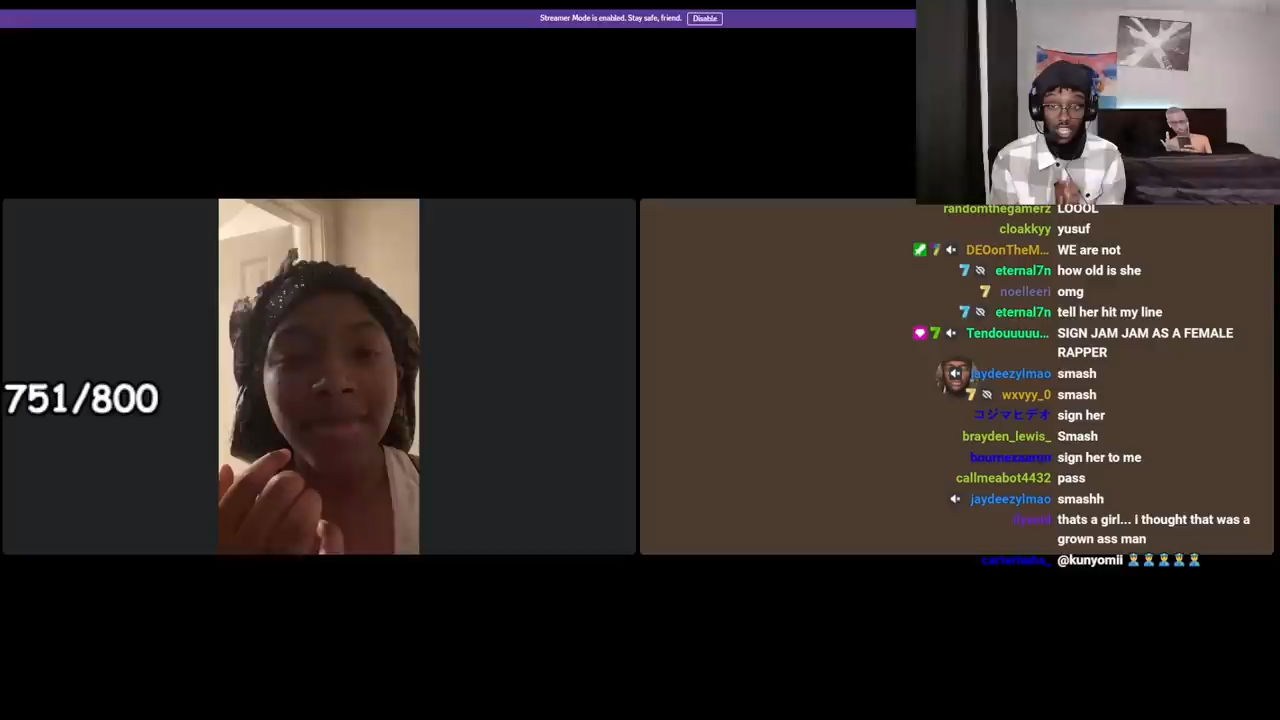 Streamer Mode is enabled. Stay safe, friend. Disable
randomthegamerz LOOOL
cloakkyy yusuf
DEOonTheM... WE are not
eternal7n how old is she
noelleeri omg
eternal7n tell her hit my line
Tendouuuuu... SIGN JAM JAM AS A FEMALE
RAPPER
jaydeezylmao smash
751/800
wxvyy_0 smash
コジマヒデオ sign her
brayden_lewis_ Smash
sign her to me
callmeabot4432 pass
jaydeezylmao smashh
thats a girl... i thought that was a
grown ass man
@kunyomii